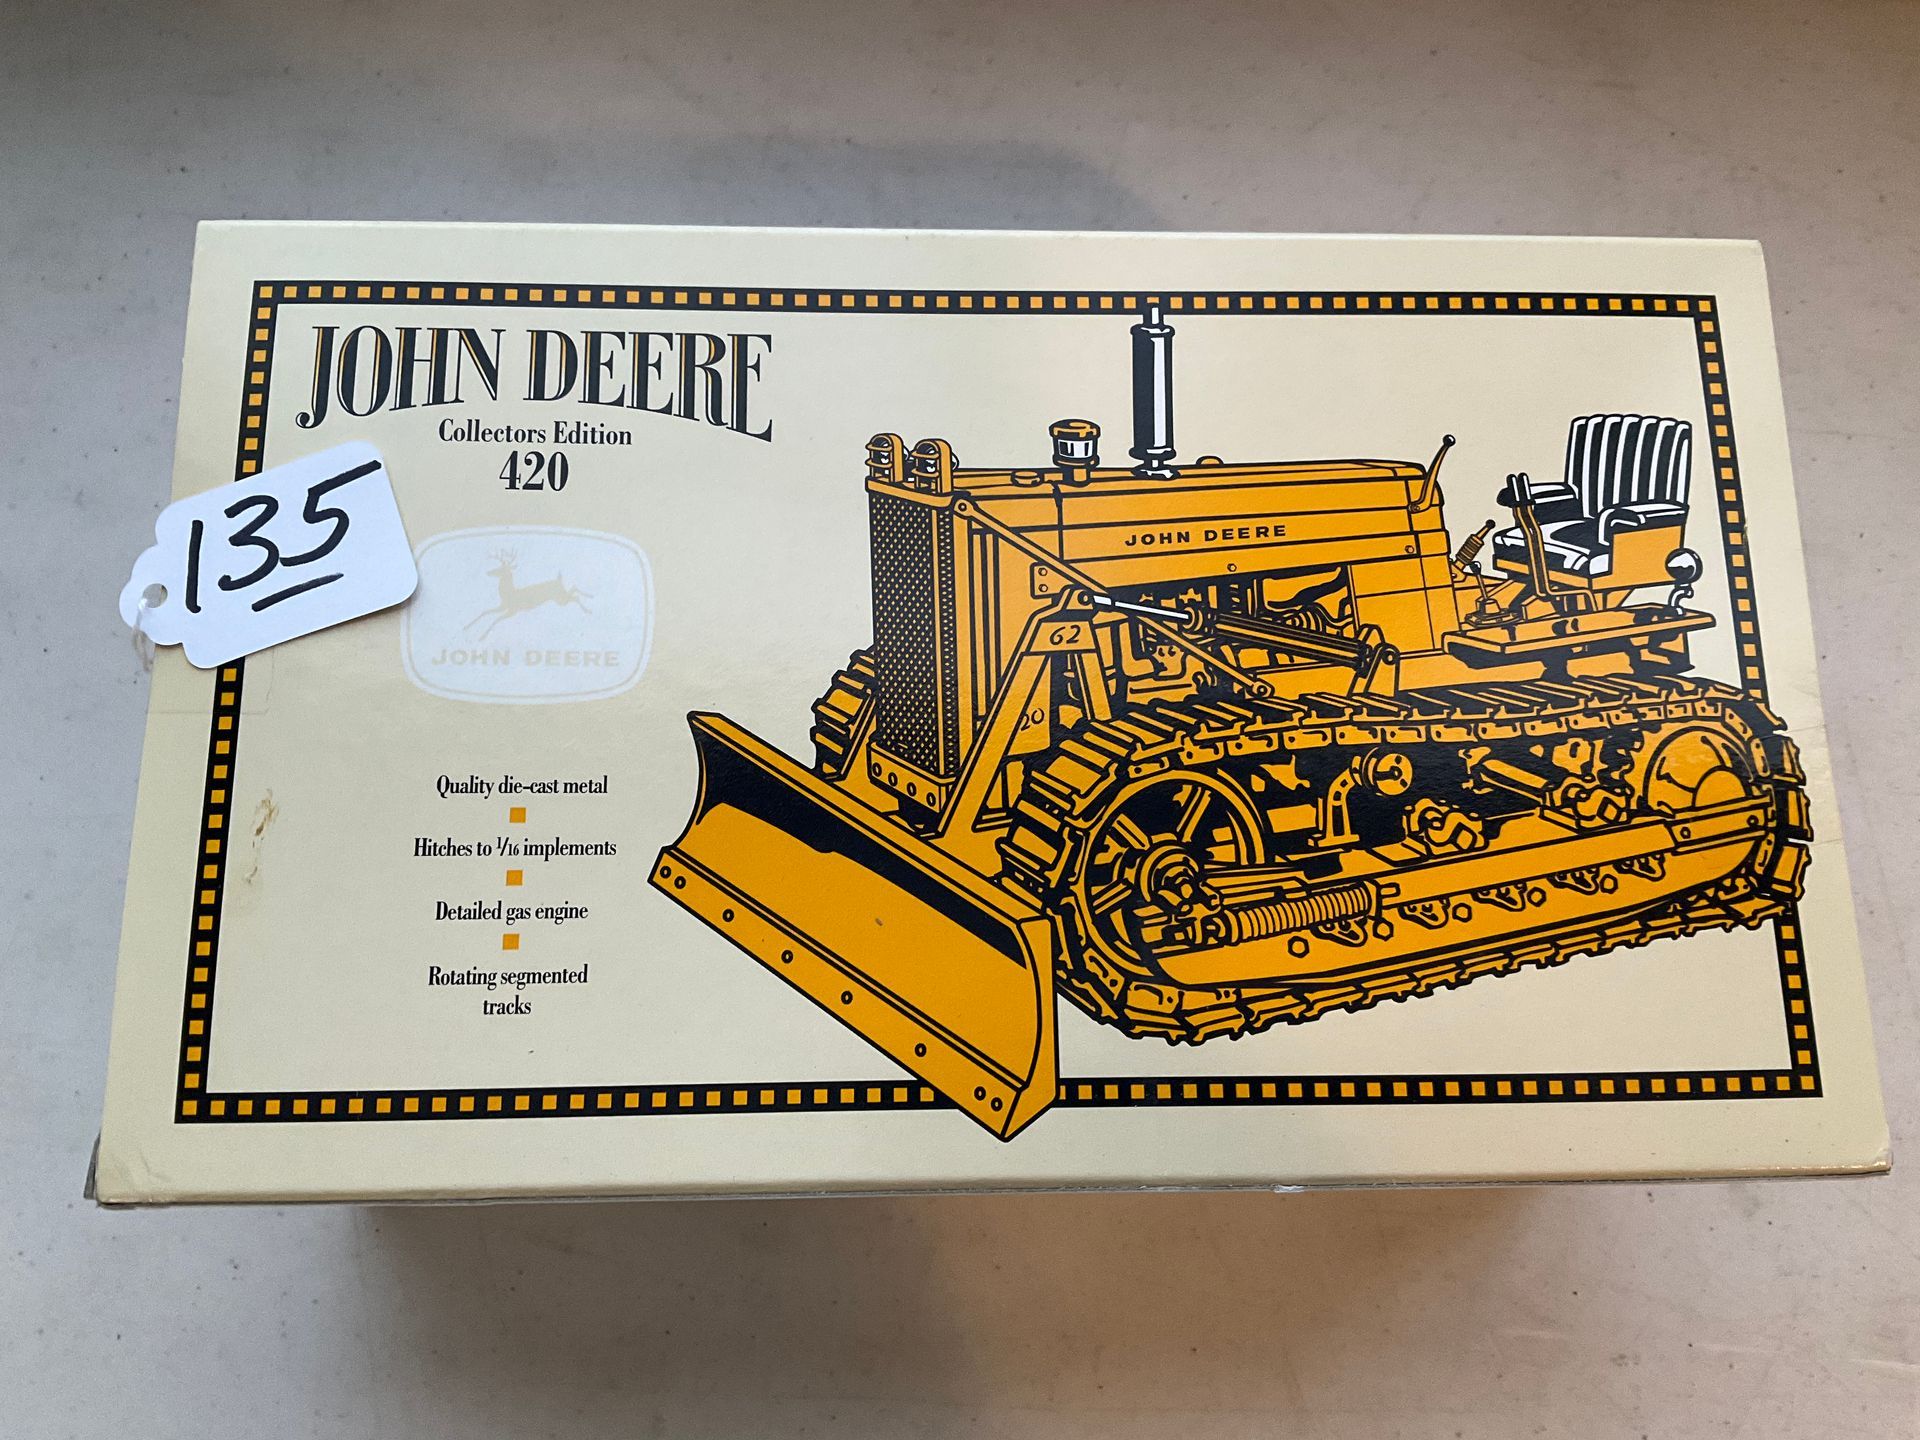 JOHN DEERE
Collectors Edition
420
135
JOHN DEERE
Quality die-cast metal
Hitches to 1/16 implements
Detailed gas engine
Rotating segmented
tracks
JOHN DEERE
62
20